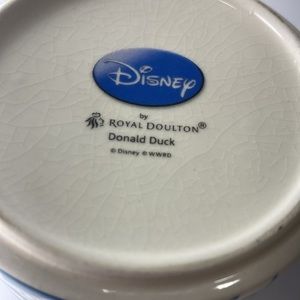 Disney
by
ROYAL DOULTON®
Donald Duck
© Disney © WWRD